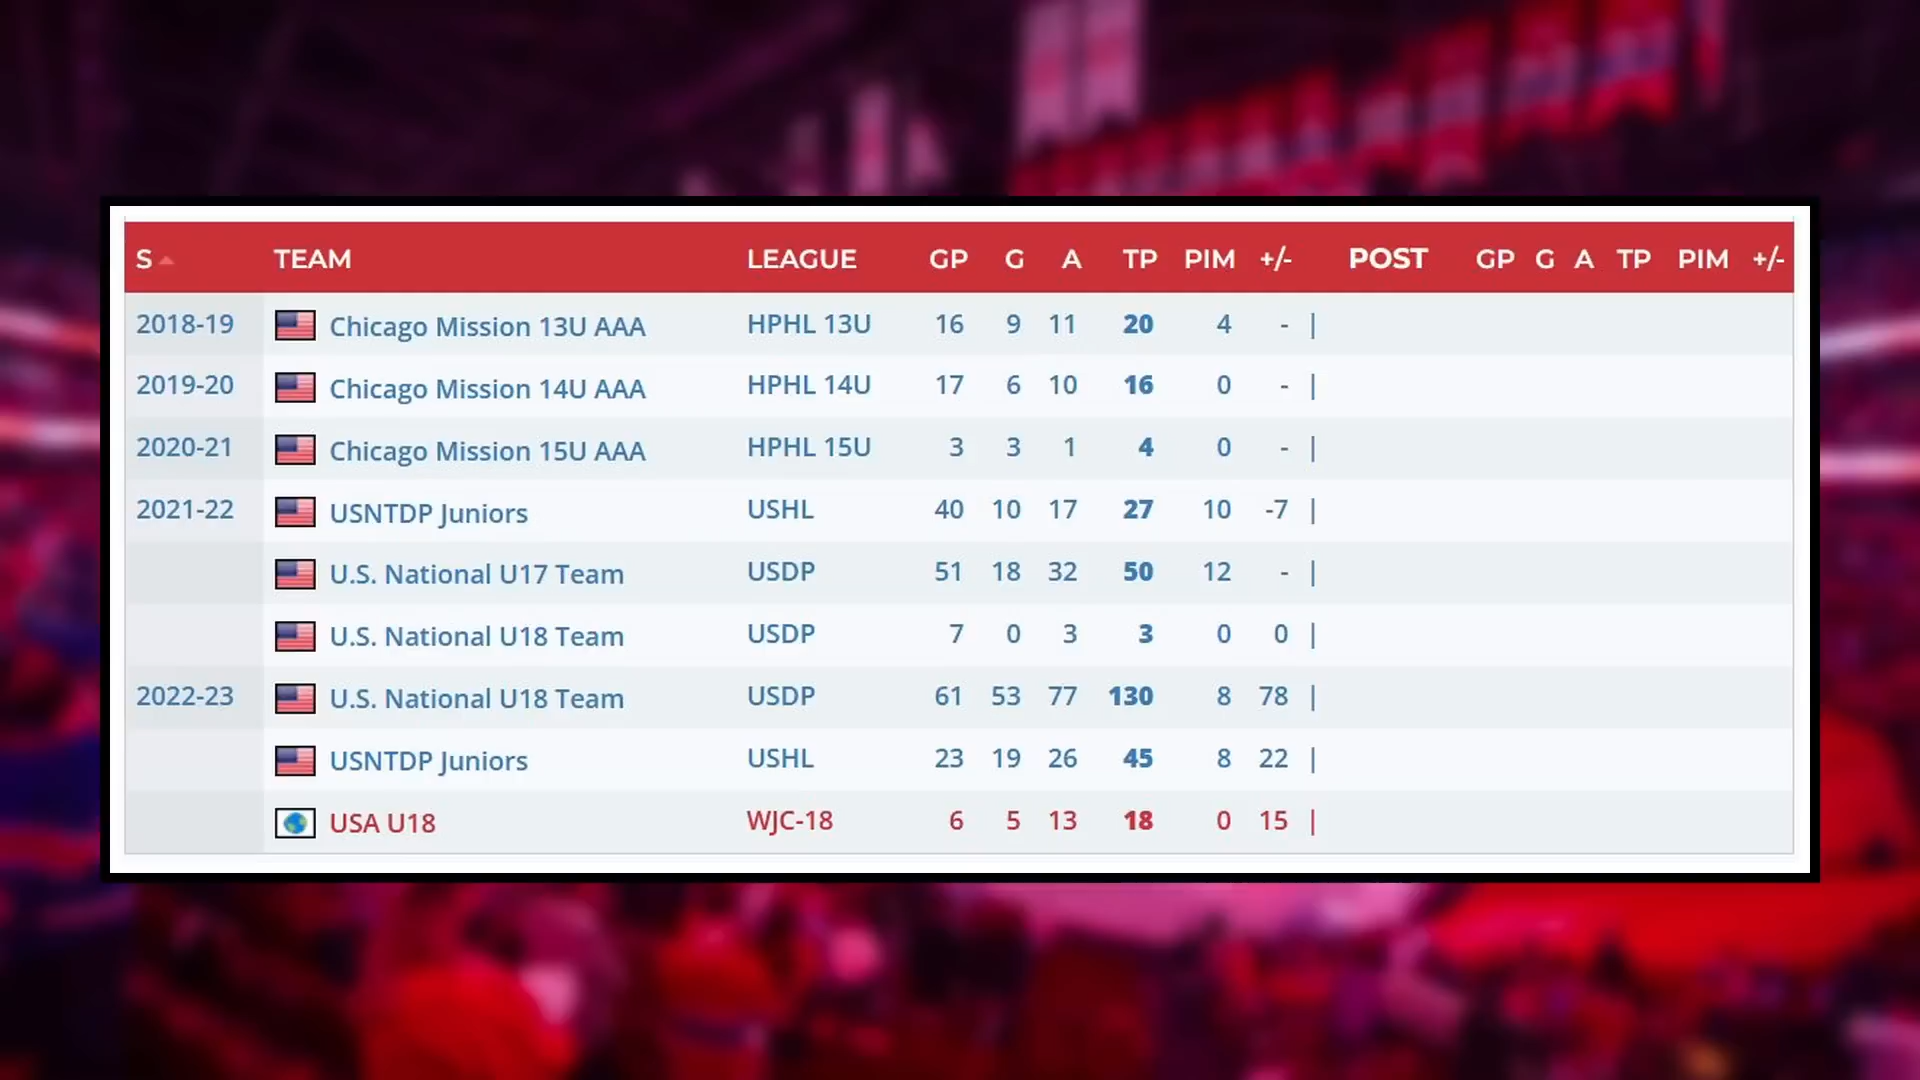 S TEAM LEAGUE GP G A TP PIM +/- POST GP G A TP PIM +/-
2018-19 Chicago Mission 13U AAA HPHL 13U 16 9 11 20 4 - |
2019-20 Chicago Mission 14U AAA HPHL 14U 17 6 10 16 0 - |
2020-21 Chicago Mission 15U AAA HPHL 15U 3 3 1 4 0 - |
2021-22 USNTDP Juniors USHL 40 10 17 27 10 -7 |
U.S. National U17 Team USDP 51 18 32 50 12 - |
U.S. National U18 Team USDP 7 0 3 3 0 0 |
2022-23 U.S. National U18 Team USDP 61 53 77 130 8 78 |
USNTDP Juniors USHL 23 19 26 45 8 22 |
USA U18 WJC-18 6 5 13 18 0 15 |